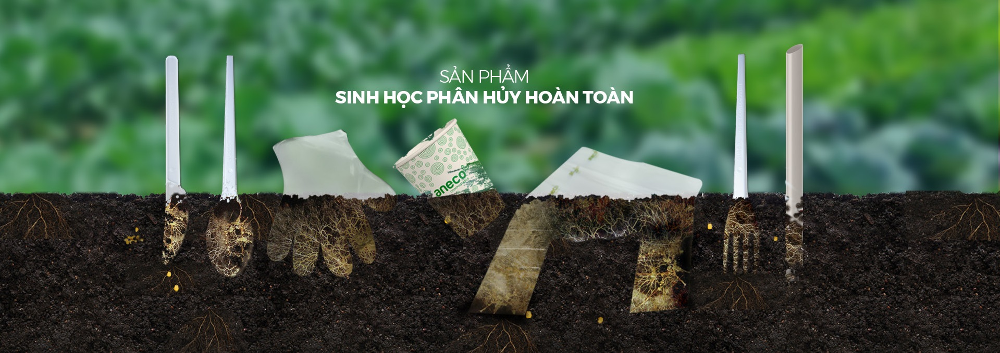 SẢN PHẨM
SINH HỌC PHÂN HỦY HOÀN TOÀN
aneco